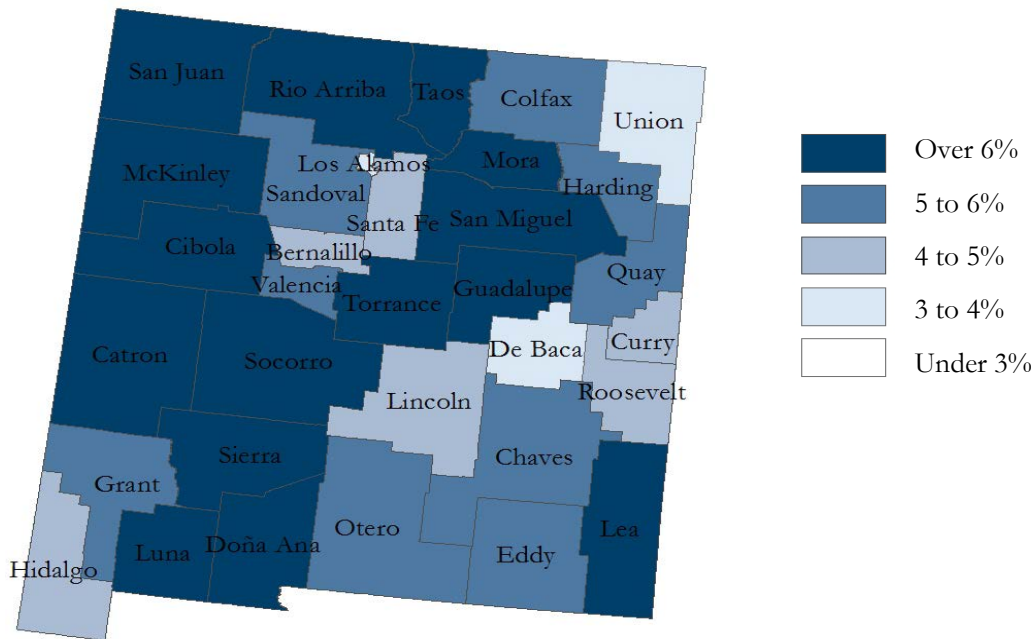 San Juan
Rio Arriba
Taos
Colfax
Union
Over 6%
5 to 6%
4 to 5%
3 to 4%
Under 3%
McKinley
Los Alamos
Sandoval
Mora
Harding
Santa Fe
San Miguel
Cibola
Bernalillo
Valencia
Torrance
Guadalupe
Quay
Catron
Socorro
De Baca
Curry
Lincoln
Roosevelt
Sierra
Chaves
Grant
Otero
Lea
Luna
Doña Ana
Eddy
Hidalgo